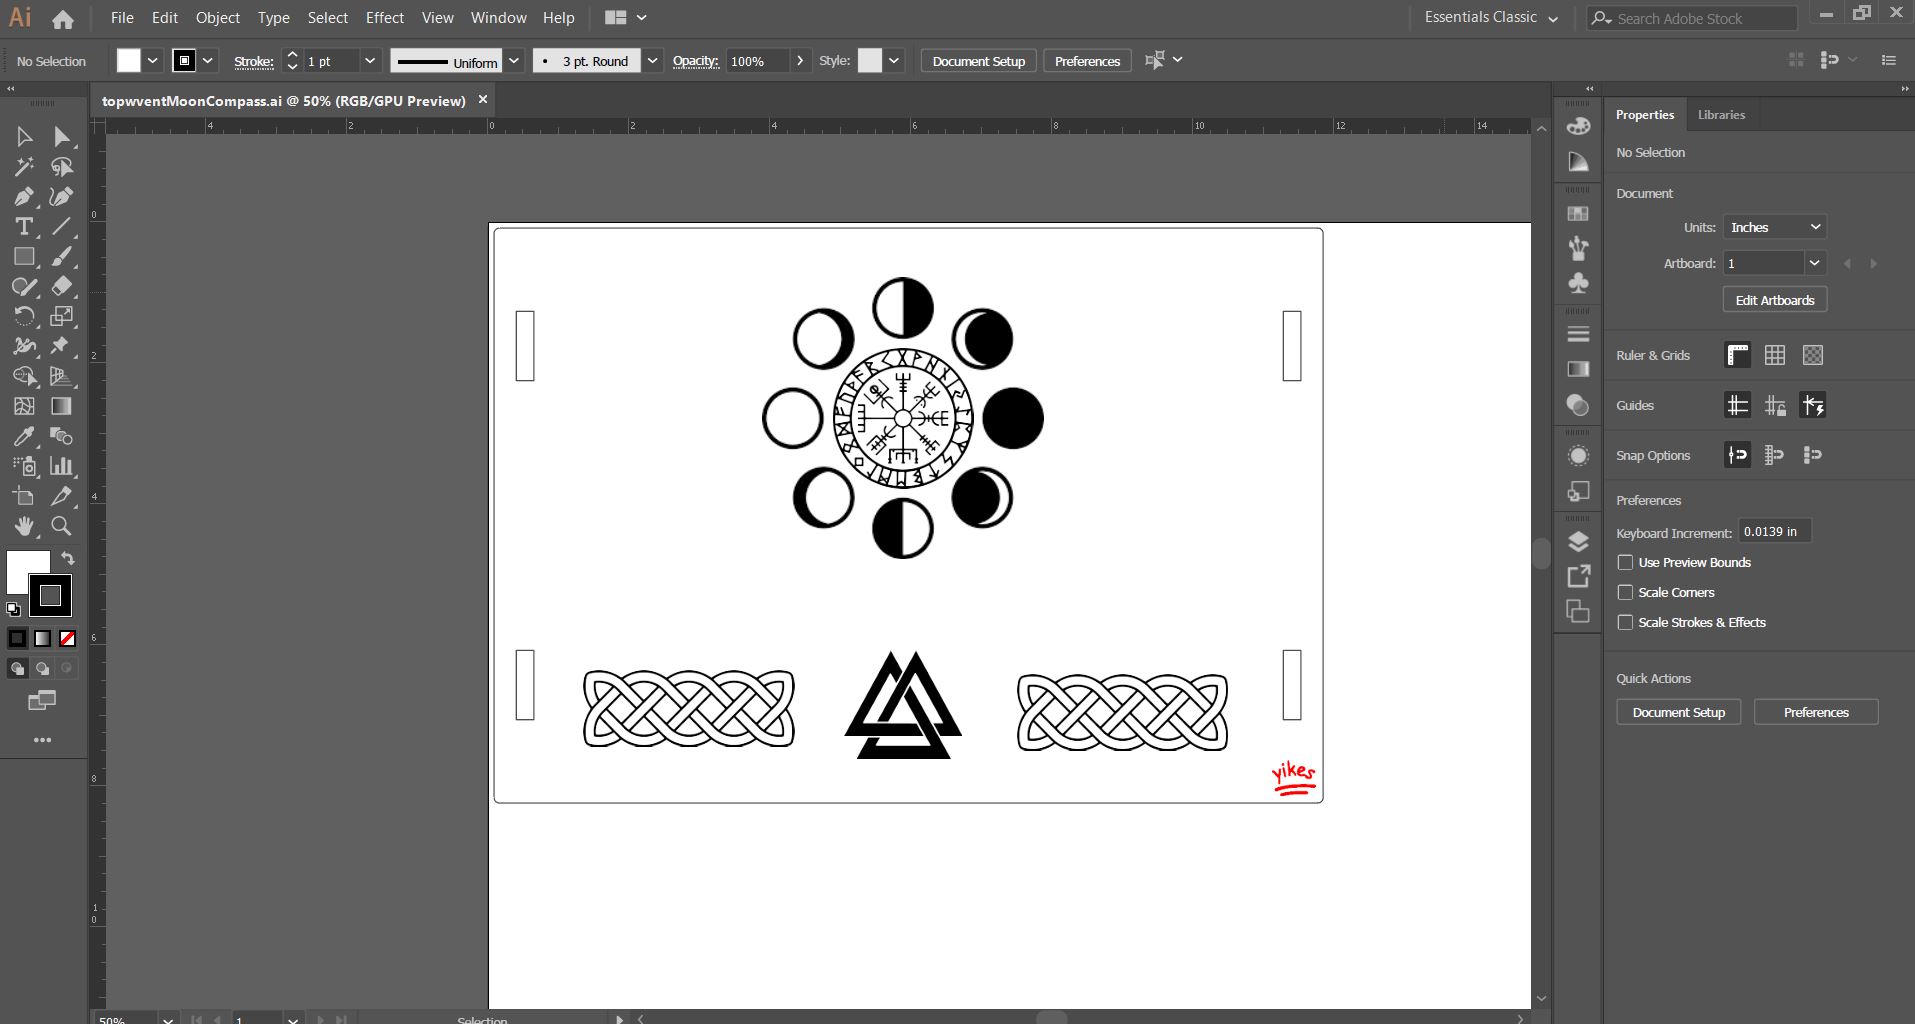 Ai File Edit Object Type Select Effect View Window Help Essentials Classic Search Adobe Stock
No Selection Stroke: 1 pt Uniform 3 pt. Round Opacity: 100% Style: Document Setup Preferences
topwventMoonCompass.ai @ 50% (RGB/GPU Preview)
4 2 0 2 4 6 8 10 12 14
0
2
4
6
8
10
yikes
Properties Libraries
No Selection
Document
Units: Inches
Artboard: 1
Edit Artboards
Ruler & Grids
Guides
Snap Options
Preferences
Keyboard Increment: 0.0139 in
Use Preview Bounds
Scale Corners
Scale Strokes & Effects
Quick Actions
Document Setup Preferences
50% 1 Selection